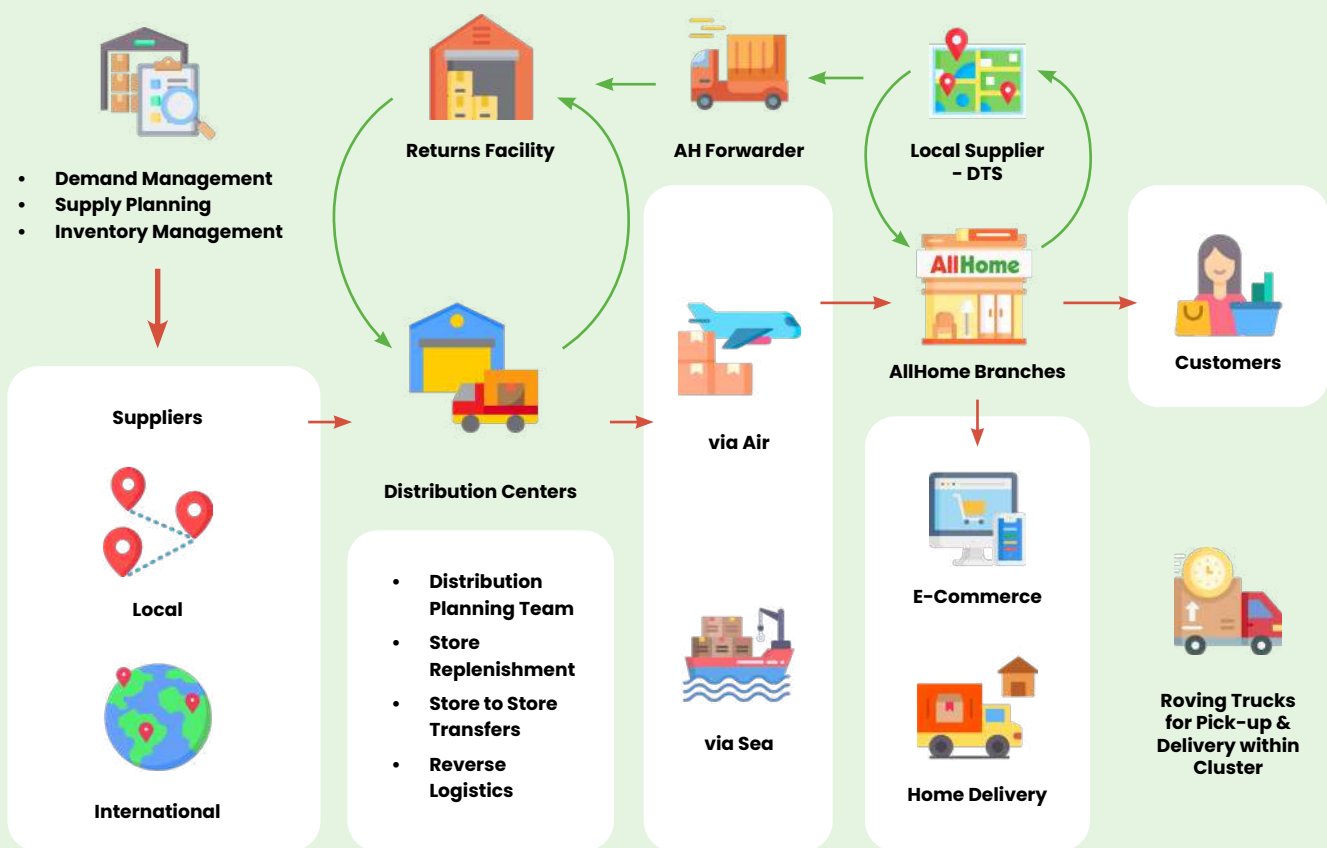 • Demand Management
• Supply Planning
• Inventory Management
Returns Facility
AH Forwarder
Local Supplier
- DTS
AllHome
AllHome Branches
Customers
Suppliers
Local
International
Distribution Centers
• Distribution
Planning Team
• Store
Replenishment
• Store to Store
Transfers
• Reverse
Logistics
via Air
via Sea
E-Commerce
Home Delivery
Roving Trucks
for Pick-up &
Delivery within
Cluster